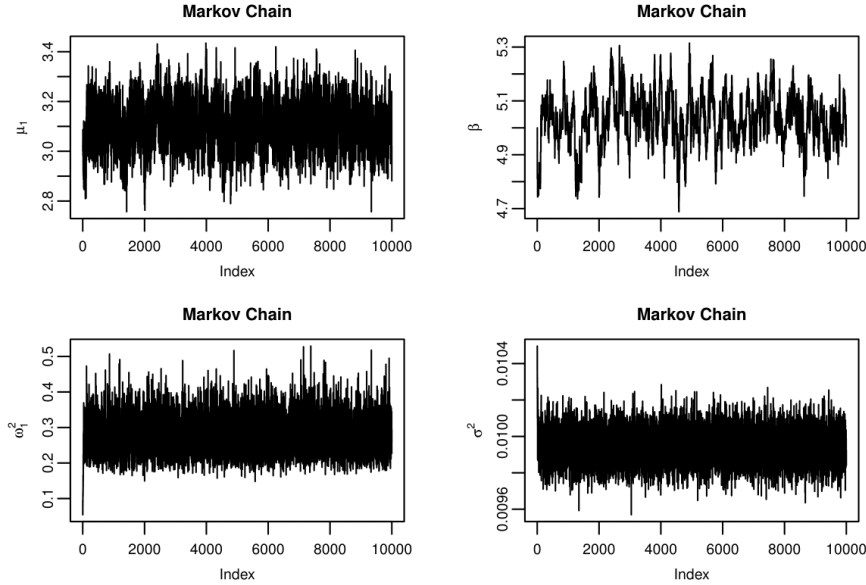 Markov Chain
μ1
3.4
3.2
3.0
2.8
0 2000 4000 6000 8000 10000
Index
Markov Chain
β
5.3
5.1
4.9
4.7
0 2000 4000 6000 8000 10000
Index
Markov Chain
ω₁²
0.5
0.4
0.3
0.2
0.1
0 2000 4000 6000 8000 10000
Index
Markov Chain
σ²
0.0104
0.0100
0.0096
0 2000 4000 6000 8000 10000
Index